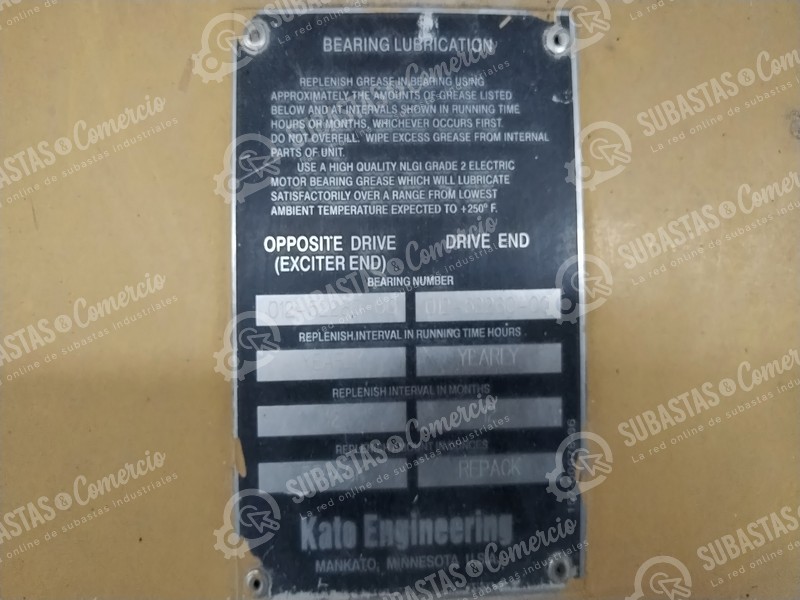 BEARING LUBRICATION
REPLENISH GREASE IN BEARING USING
APPROXIMATELY THE AMOUNTS OF GREASE LISTED
BELOW AND AT INTERVALS SHOWN IN RUNNING TIME
HOURS OR MONTHS, WHICHEVER OCCURS FIRST.
DO NOT OVERFILL. WIPE EXCESS GREASE FROM INTERNAL
PARTS OF UNIT.
USE A HIGH QUALITY NLGI GRADE 2 ELECTRIC
MOTOR BEARING GREASE WHICH WILL LUBRICATE
SATISFACTORILY OVER A RANGE FROM LOWEST
AMBIENT TEMPERATURE EXPECTED TO +250° F.
OPPOSITE DRIVE DRIVE END
(EXCITER END)
BEARING NUMBER
REPLENISH INTERVAL IN RUNNING TIME HOURS
YEARLY
REPLENISH INTERVAL IN MONTHS
REPACK
Kato Engineering
MANKATO, MINNESOTA
SUBASTAS & Comercio
La red online de subastas industriales